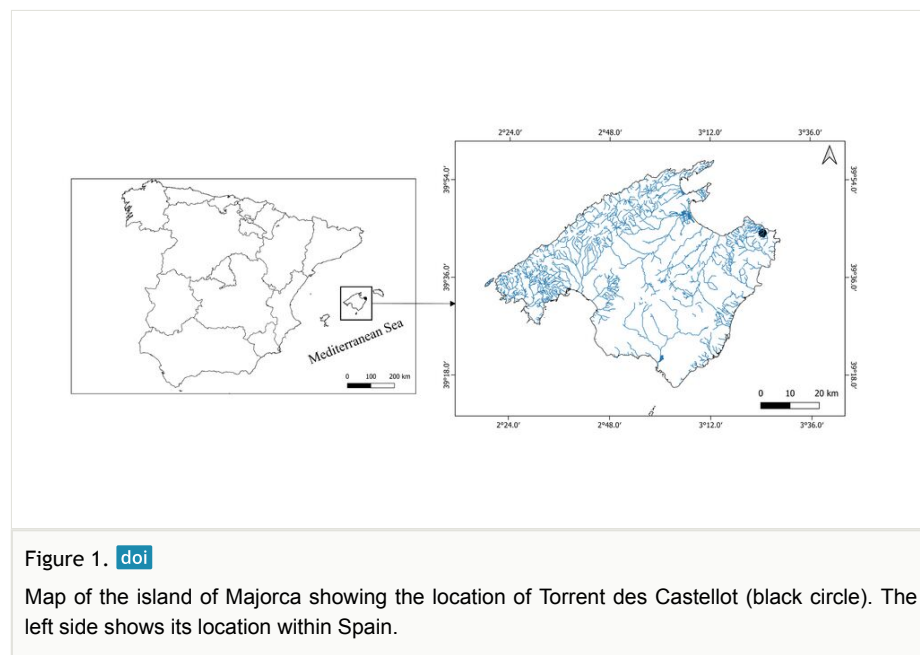 2°24.0' 2°48.0' 3°12.0' 3°36.0'
39°54.0' 39°54.0'
39°36.0' 39°36.0'
39°18.0' 39°18.0'
Mediterranean Sea
0 100 200 km
0 10 20 km
2°24.0' 2°48.0' 3°12.0' 3°36.0'
Figure 1. doi
Map of the island of Majorca showing the location of Torrent des Castellot (black circle). The
left side shows its location within Spain.